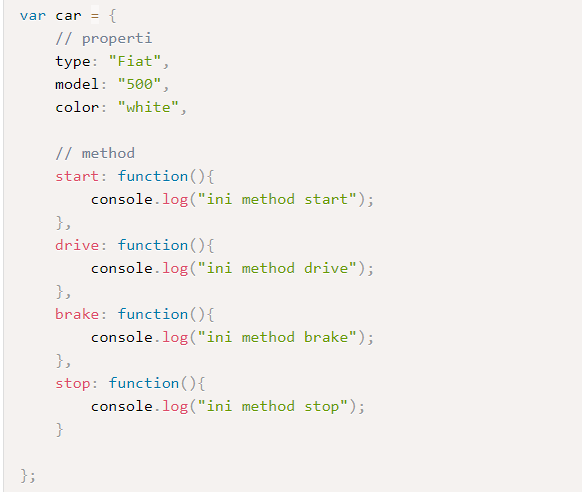 var car = {
    // properti
    type: "Fiat",
    model: "500",
    color: "white",

    // method
    start: function(){
        console.log("ini method start");
    },
    drive: function(){
        console.log("ini method drive");
    },
    brake: function(){
        console.log("ini method brake");
    },
    stop: function(){
        console.log("ini method stop");
    }

};